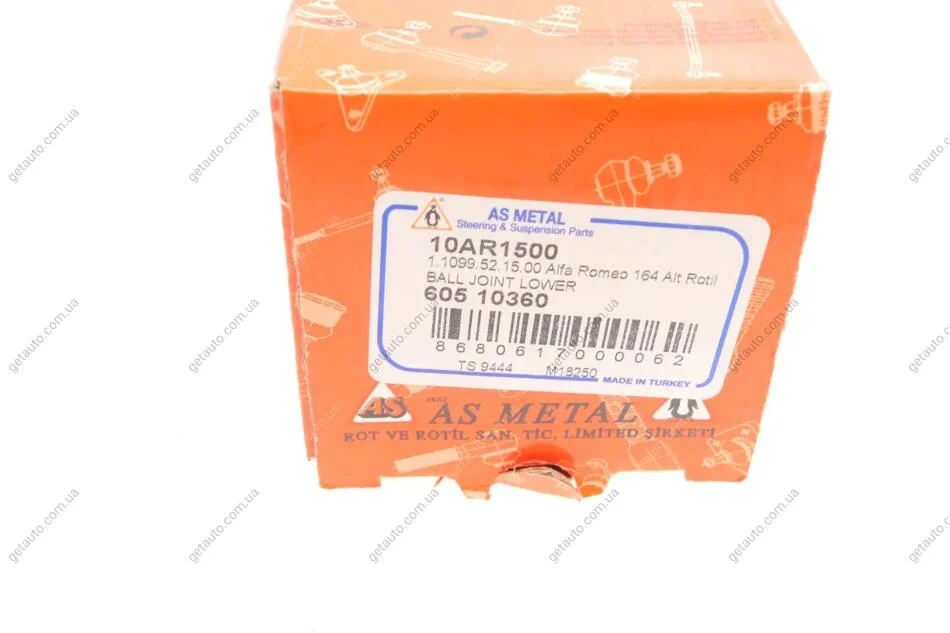 AS METAL
Steering & Suspension Parts
10AR1500
1.1099.52.15.00 Alfa Romeo 164 Alt Rotil
BALL JOINT LOWER
605 10360
8680617000062
TS 9444 M18250
MADE IN TURKEY
AS
AS METAL
ROT VE ROTİL SAN. TİC. LİMİTED ŞİRKETİ
getauto.com.ua